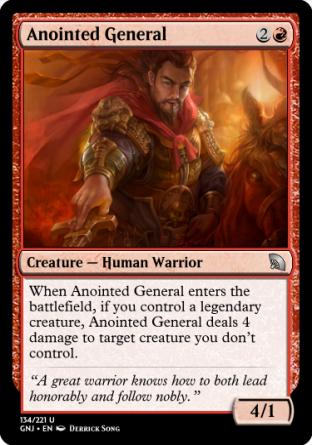 Anointed General 2
Creature — Human Warrior
When Anointed General enters the
battlefield, if you control a legendary
creature, Anointed General deals 4
damage to target creature you don't
control.
“A great warrior knows how to both lead
honorably and follow nobly.”
4/1
134/221 U
GNJ • EN Derrick Song